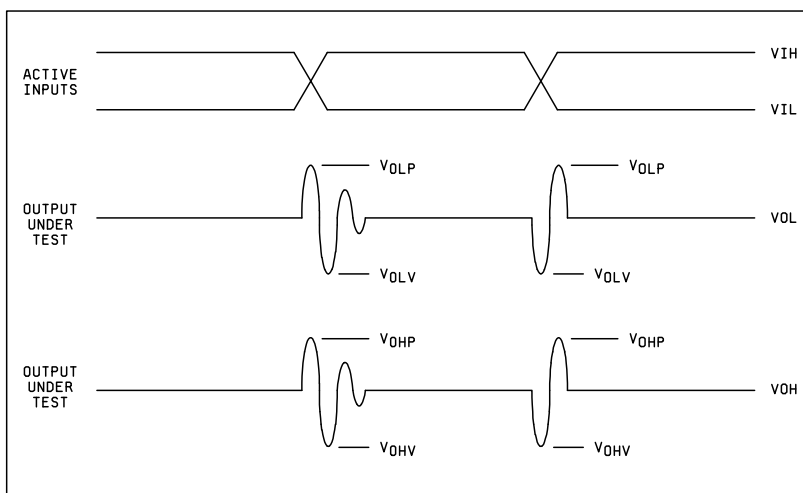 ACTIVE
INPUTS
VIH
VIL
VOLP
VOLP
OUTPUT
UNDER
TEST
VOL
VOLV
VOLV
VOHP
VOHP
OUTPUT
UNDER
TEST
VOH
VOHV
VOHV